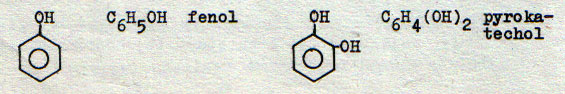 OH C₆H₅OH fenol OH C₆H₄(OH)₂ pyroka-
OH techol